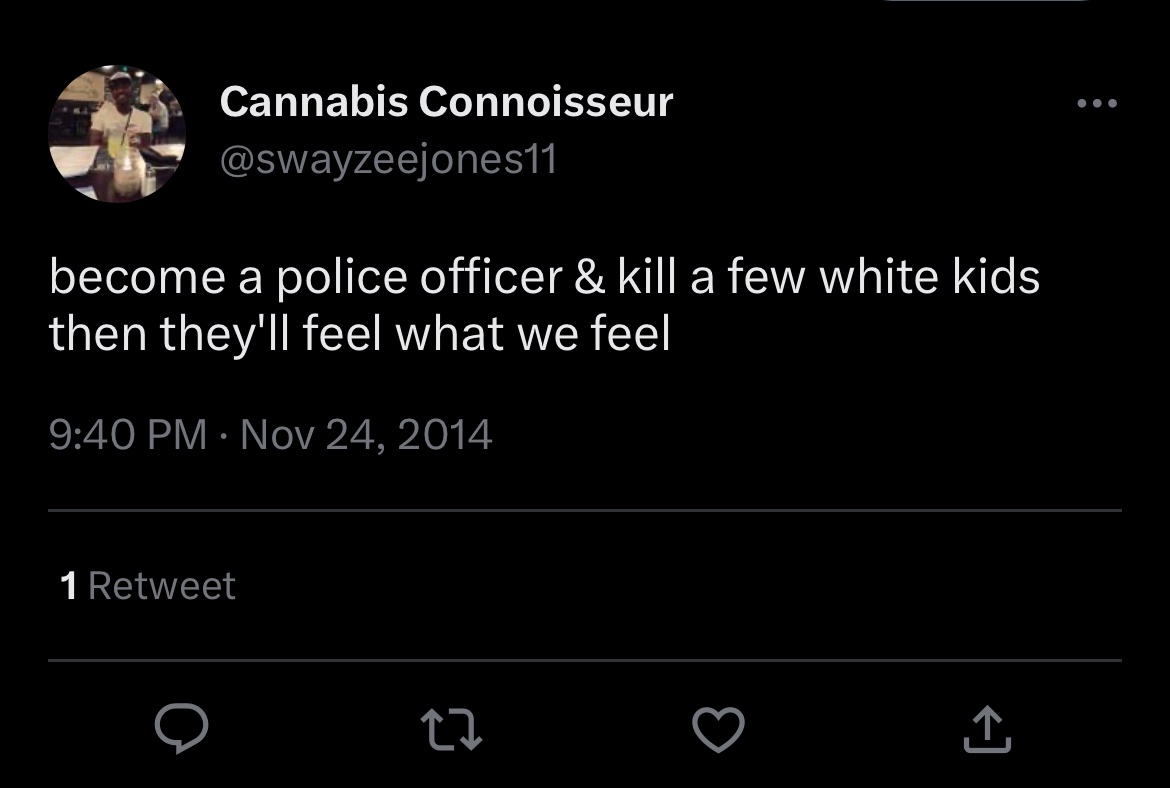 Cannabis Connoisseur
@swayzeejones11
become a police officer & kill a few white kids
then they'll feel what we feel
9:40 PM · Nov 24, 2014
1 Retweet